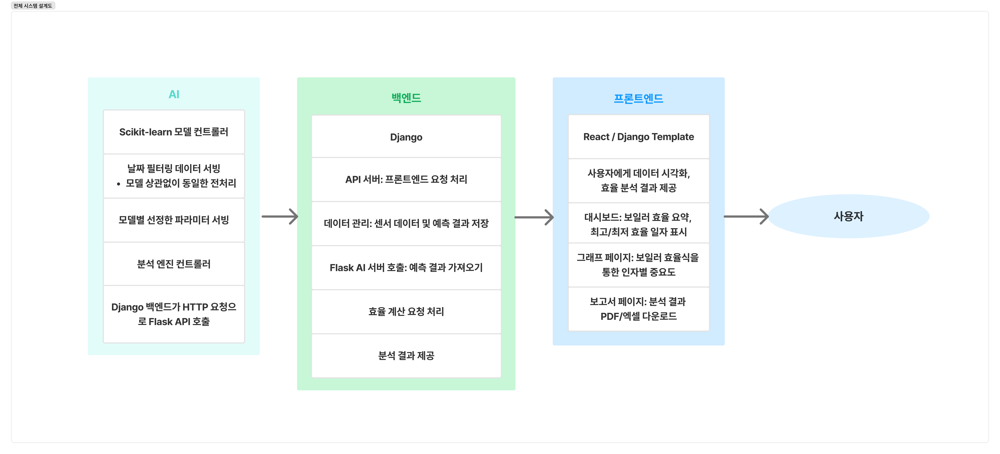 전체 시스템 설계도
AI
Scikit-learn 모델 컨트롤러
날짜 필터링 데이터 서빙
• 모델 상관없이 동일한 전처리
모델별 선정한 파라미터 서빙
분석 엔진 컨트롤러
Django 백엔드가 HTTP 요청으
로 Flask API 호출
백엔드
Django
API 서버: 프론트엔드 요청 처리
데이터 관리: 센서 데이터 및 예측 결과 저장
Flask AI 서버 호출: 예측 결과 가져오기
효율 계산 요청 처리
분석 결과 제공
프론트엔드
React / Django Template
사용자에게 데이터 시각화,
효율 분석 결과 제공
대시보드: 보일러 효율 요약,
최고/최저 효율 일자 표시
그래프 페이지: 보일러 효율식을
통한 인자별 중요도
보고서 페이지: 분석 결과
PDF/엑셀 다운로드
사용자